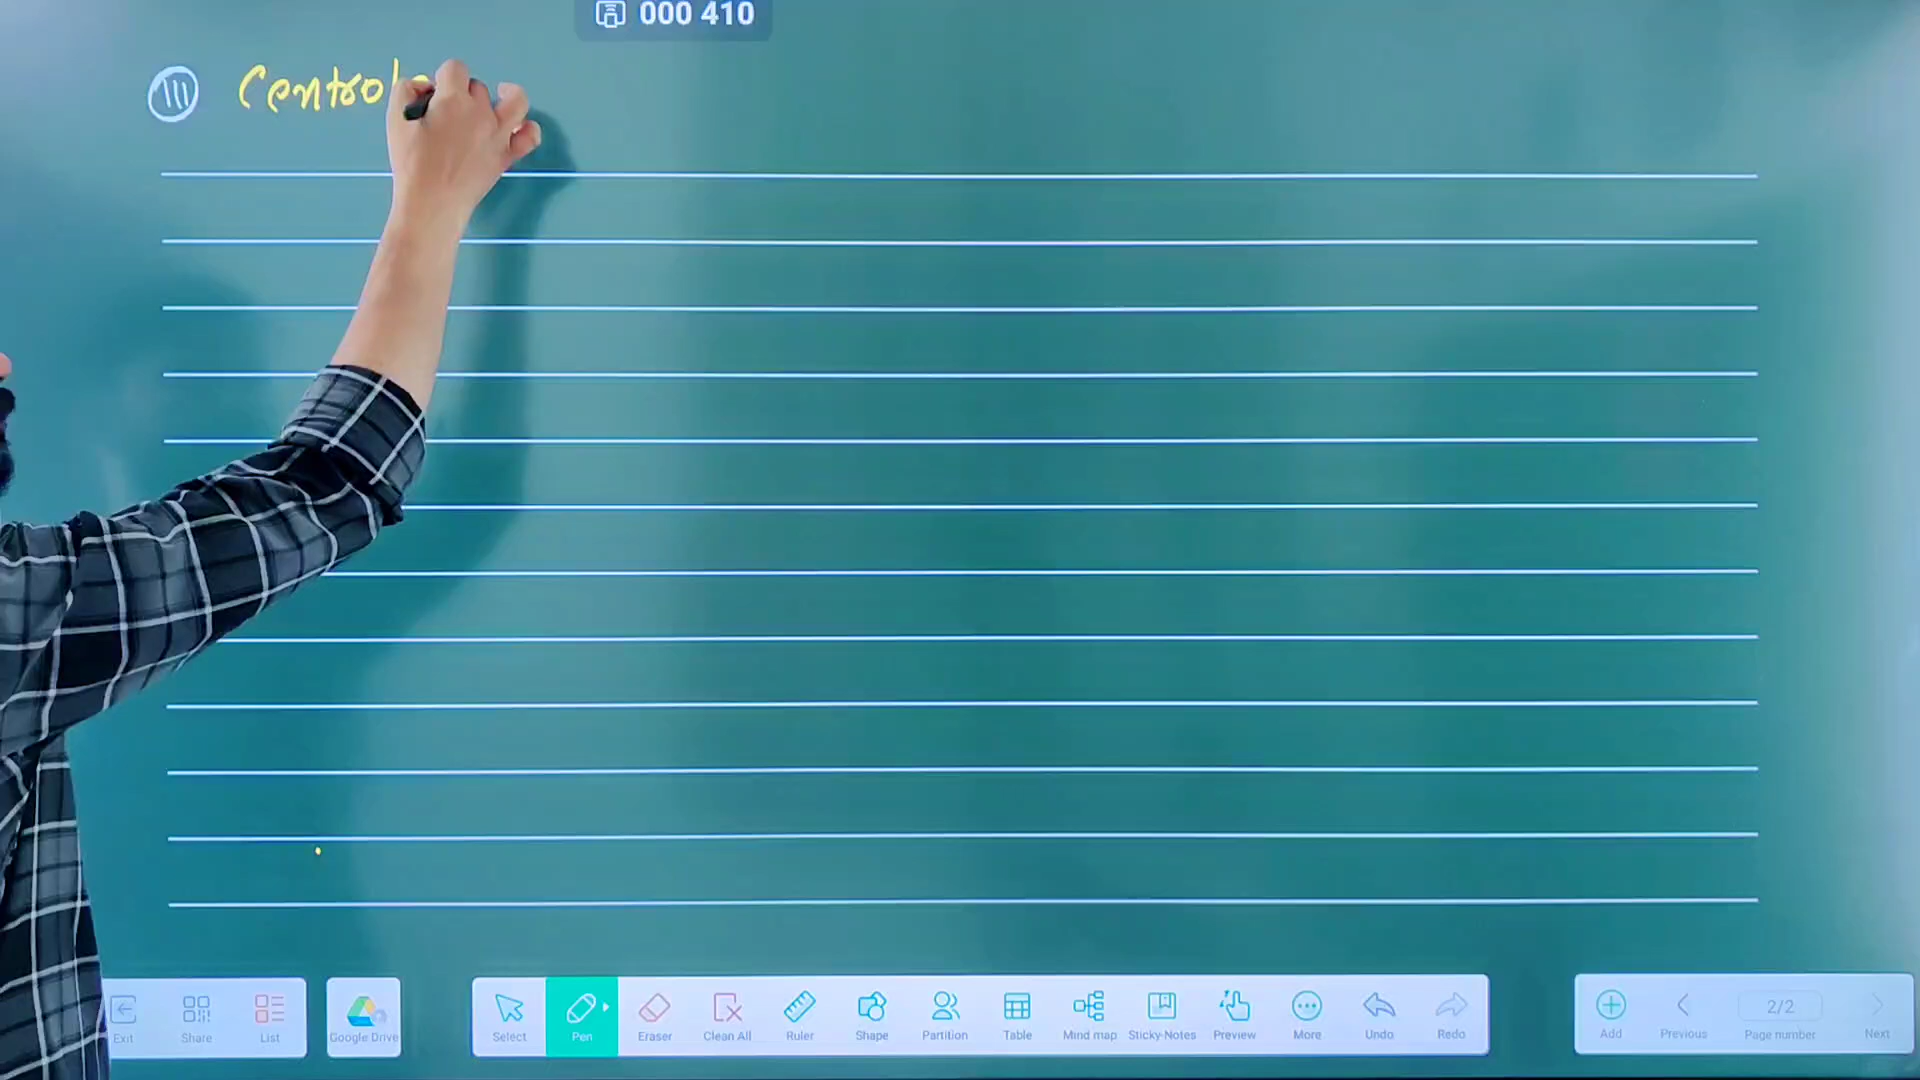 000 410
III
Exit
Share
List
Google Drive
Select
Pen
Eraser
Clean All
Ruler
Shape
Partition
Table
Mind map
Sticky-Notes
Preview
More
Undo
Redo
Add
Previous
2/2
Page number
Next